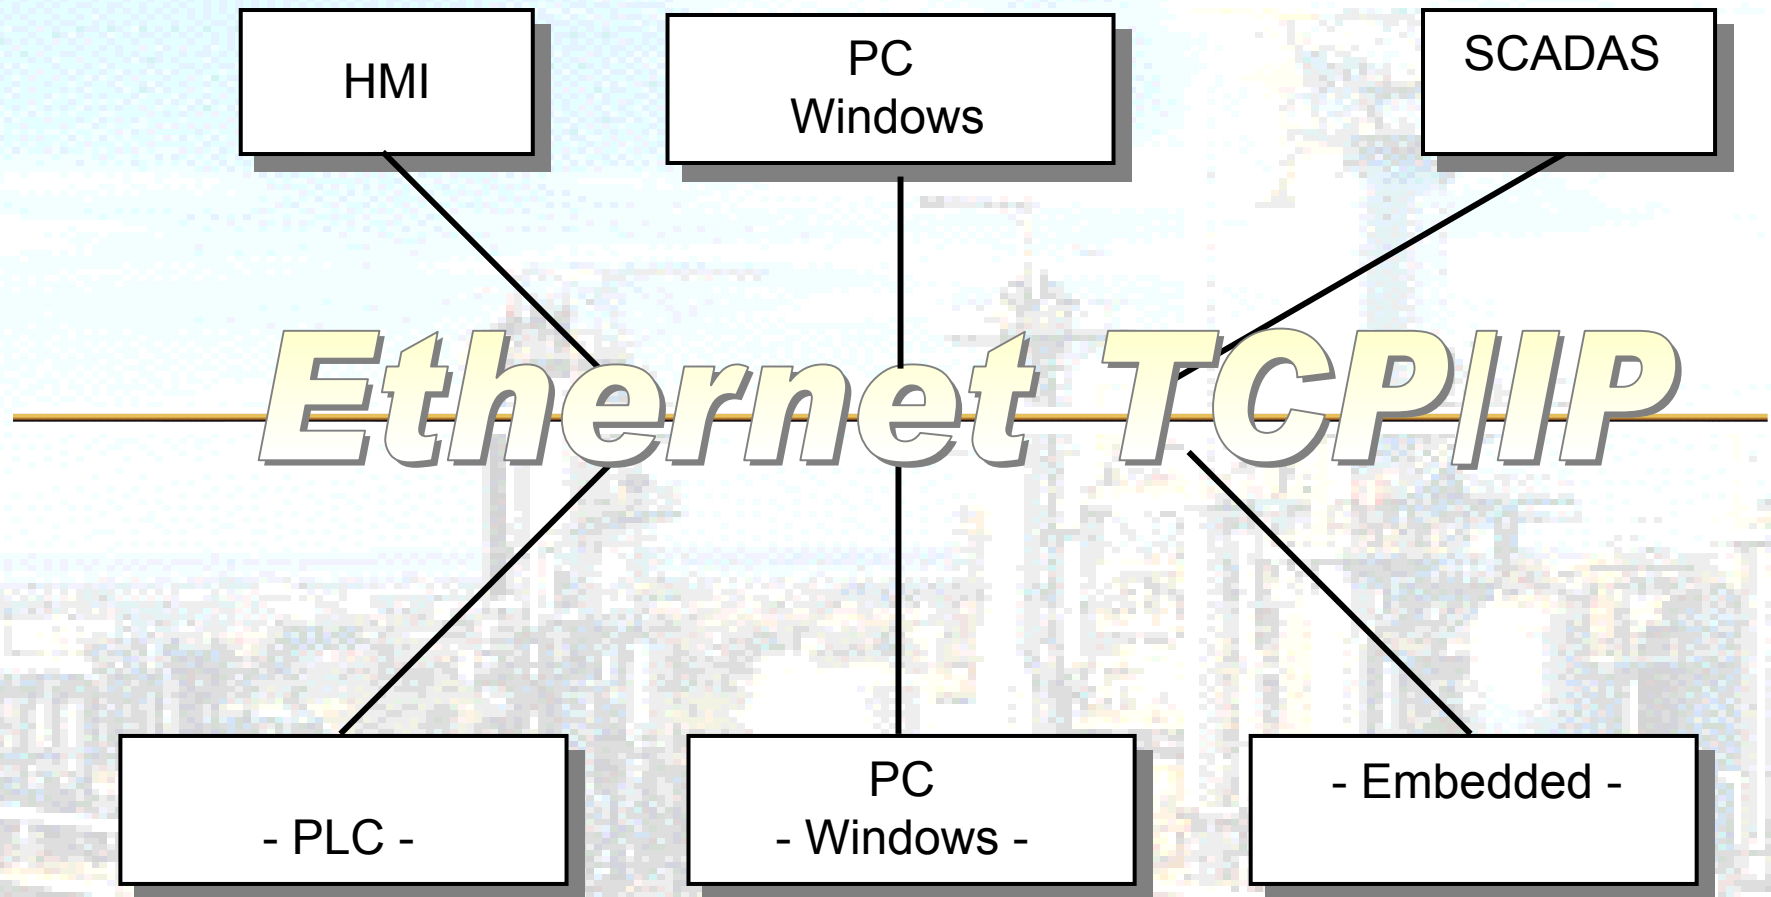 HMI
PC
Windows
SCADAS
Ethernet TCP/IP
- PLC -
PC
- Windows -
- Embedded -